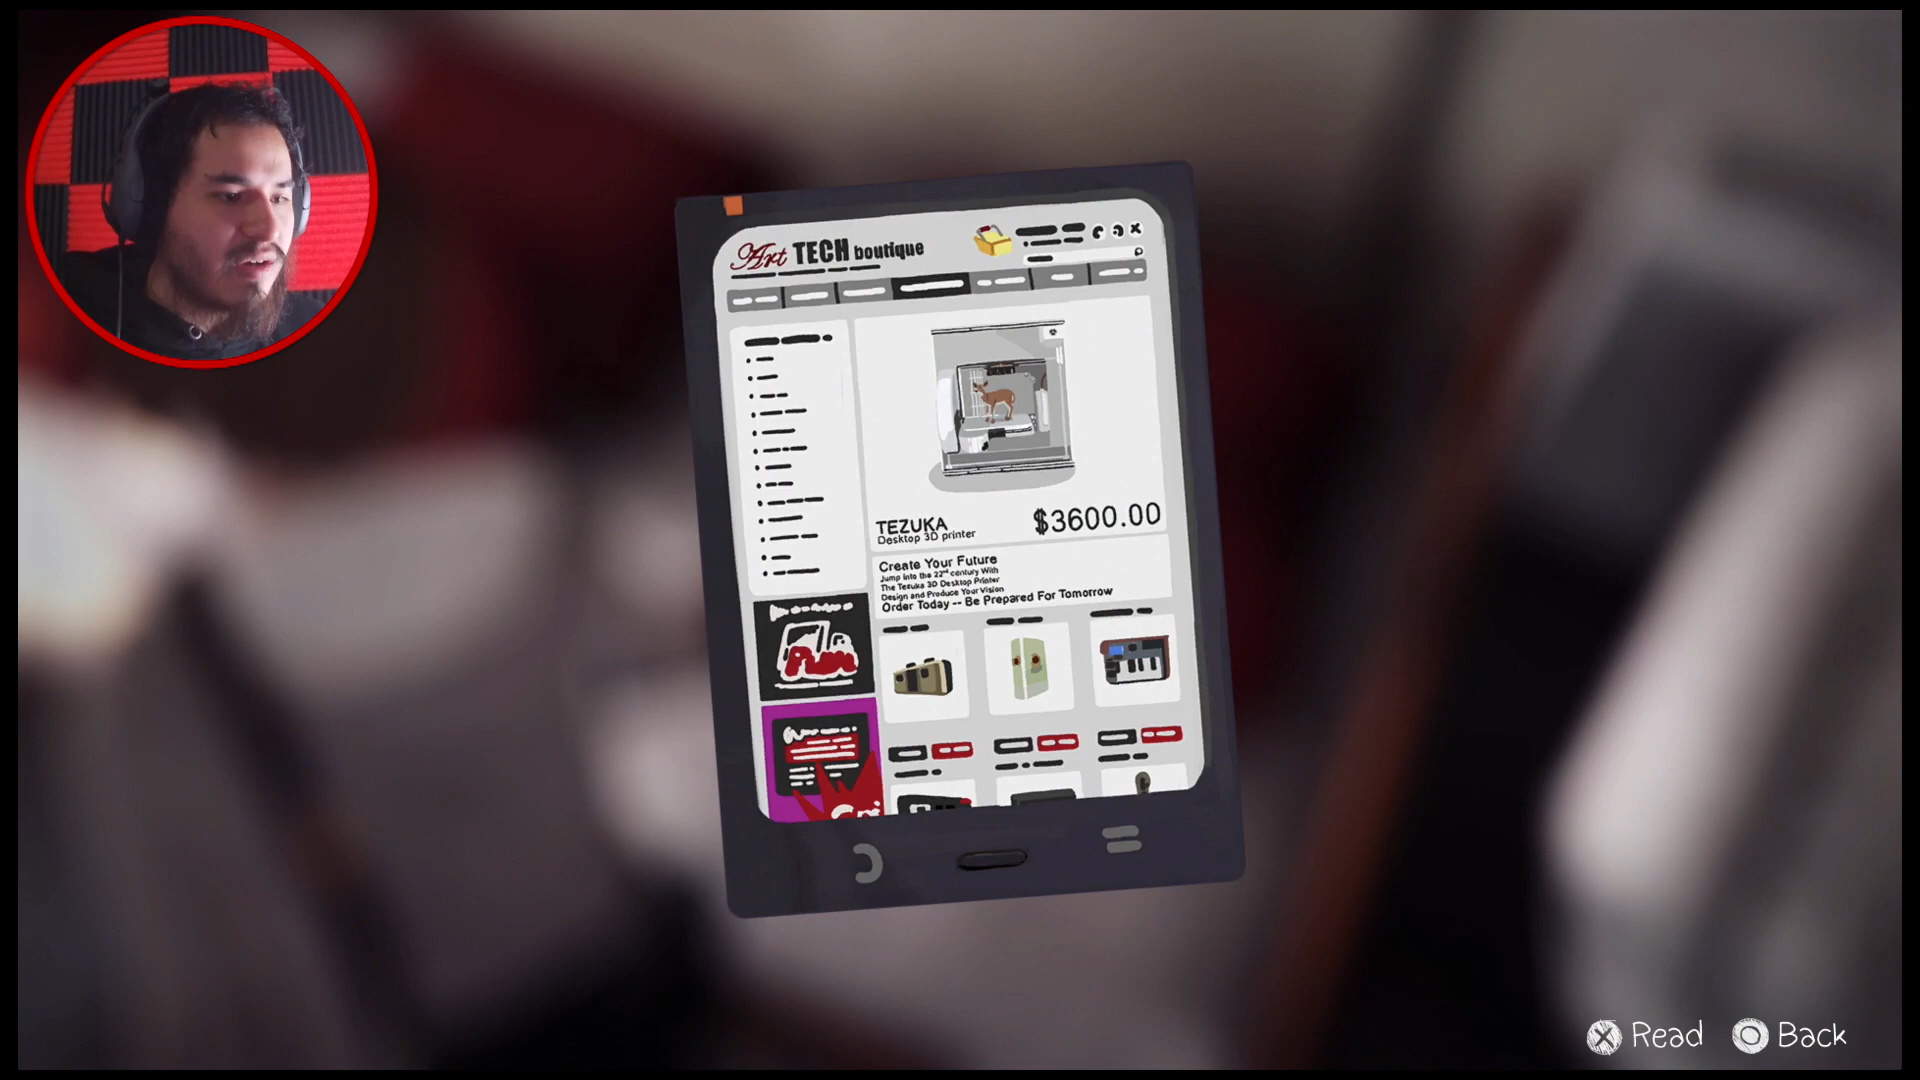 Art TECH boutique
TEZUKA
Desktop 3D printer
$3600.00
Create Your Future
Jump into the 22nd century With
The Tezuka 3D Desktop Printer
Design and Produce Your Vision
Order Today -- Be Prepared For Tomorrow
Read
Back